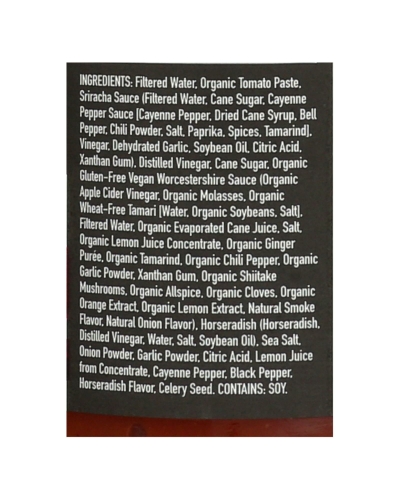 INGREDIENTS: Filtered Water, Organic Tomato Paste,
Sriracha Sauce (Filtered Water, Cane Sugar, Cayenne
Pepper Sauce [Cayenne Pepper, Dried Cane Syrup, Bell
Pepper, Chili Powder, Salt, Paprika, Spices, Tamarind],
Vinegar, Dehydrated Garlic, Soybean Oil, Citric Acid,
Xanthan Gum), Distilled Vinegar, Cane Sugar, Organic
Gluten-Free Vegan Worcestershire Sauce (Organic
Apple Cider Vinegar, Organic Molasses, Organic
Wheat-Free Tamari [Water, Organic Soybeans, Salt],
Filtered Water, Organic Evaporated Cane Juice, Salt,
Organic Lemon Juice Concentrate, Organic Ginger
Purée, Organic Tamarind, Organic Chili Pepper, Organic
Garlic Powder, Xanthan Gum, Organic Shiitake
Mushrooms, Organic Allspice, Organic Cloves, Organic
Orange Extract, Organic Lemon Extract, Natural Smoke
Flavor, Natural Onion Flavor), Horseradish (Horseradish,
Distilled Vinegar, Water, Salt, Soybean Oil), Sea Salt,
Onion Powder, Garlic Powder, Citric Acid, Lemon Juice
from Concentrate, Cayenne Pepper, Black Pepper,
Horseradish Flavor, Celery Seed. CONTAINS: SOY.